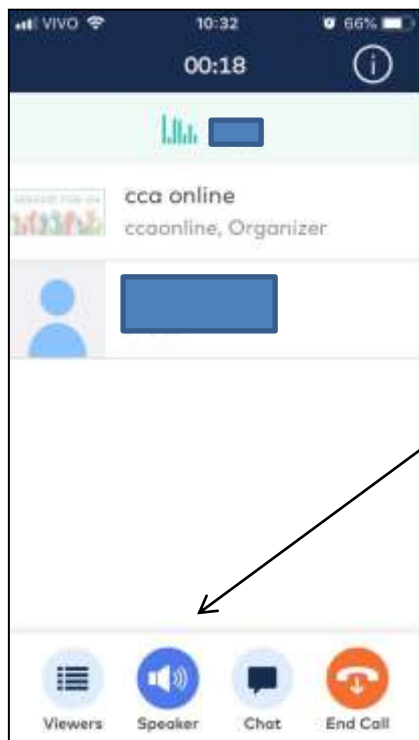 VIVO 10:32 66%
00:18
cca online
ccaonline, Organizer
Viewers Speaker Chat End Call